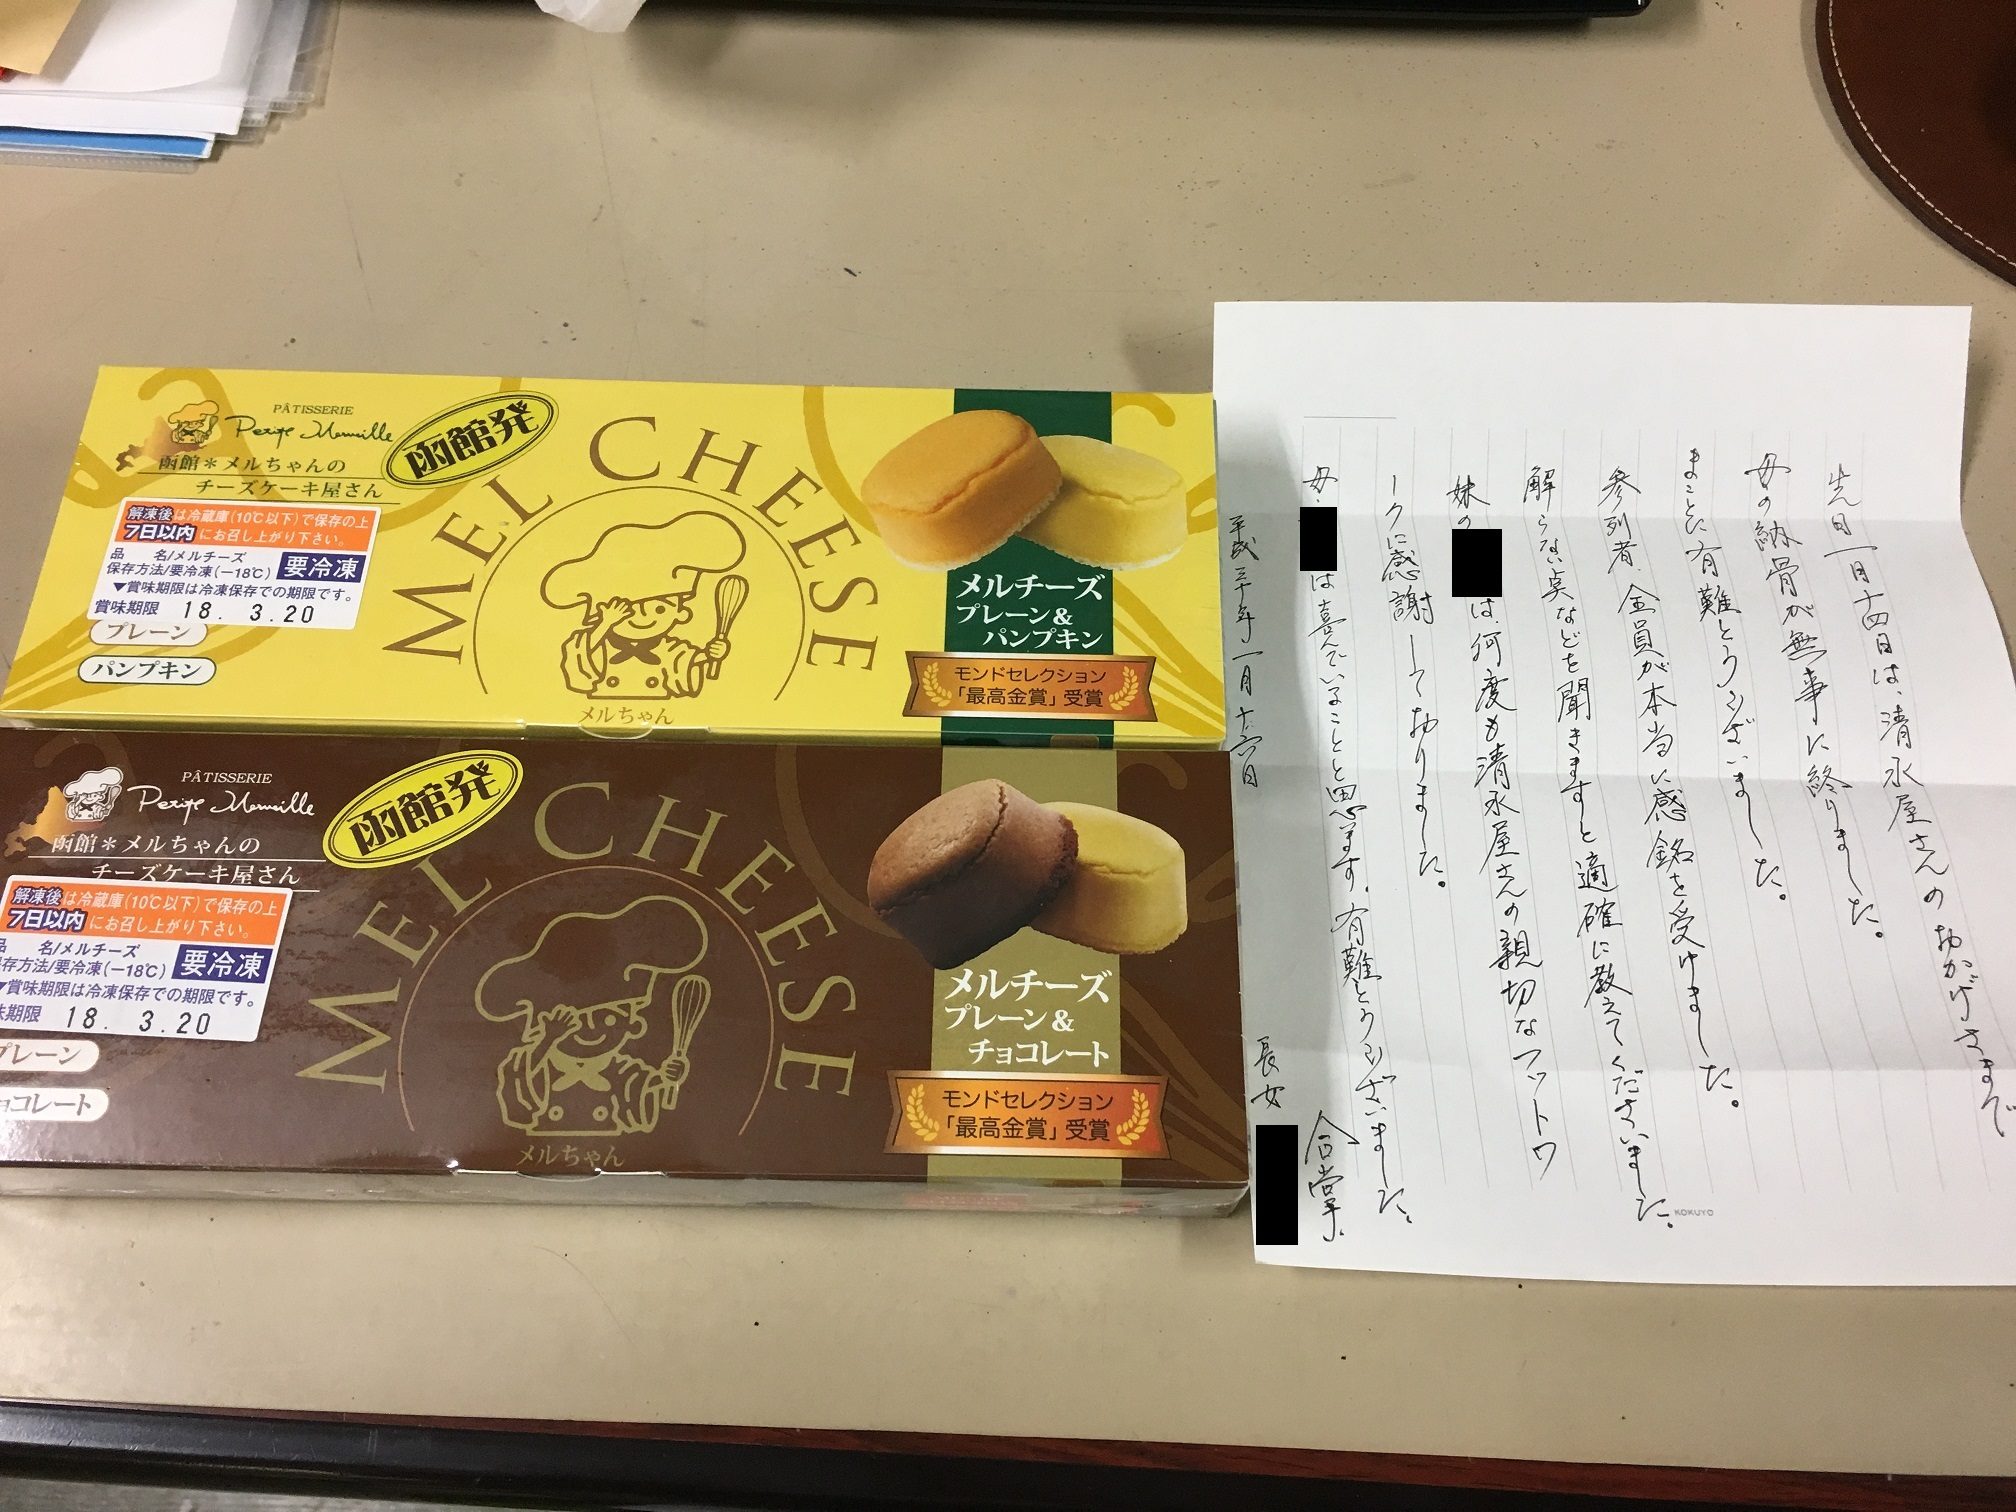 PÂTISSERIE
Petite Merveille
函館＊メルちゃんの
チーズケーキ屋さん
函館発
MEL CHEESE
解凍後は冷蔵庫(10℃以下)で保存の上
7日以内にお召し上がり下さい。
品 名/メルチーズ
保存方法/要冷凍(－18℃)
要冷凍
▼賞味期限は冷凍保存での期限です。
賞味期限 18. 3.20
プレーン
パンプキン
メルちゃん
メルチーズ
プレーン&
パンプキン
モンドセレクション
「最高金賞」受賞
PÂTISSERIE
Petite Merveille
函館＊メルちゃんの
チーズケーキ屋さん
函館発
MEL CHEESE
解凍後は冷蔵庫(10℃以下)で保存の上
7日以内にお召し上がり下さい。
品 名/メルチーズ
保存方法/要冷凍(－18℃)
要冷凍
▼賞味期限は冷凍保存での期限です。
味期限 18. 3.20
プレーン
ョコレート
メルちゃん
メルチーズ
プレーン&
チョコレート
モンドセレクション
「最高金賞」受賞
先日一月十四日は、清水屋さんのおかげさまで
母の納骨が無事に終りました。
まことに有難とうございました。
参列者、全員が本当に感銘を受けました。
解らない点などを聞きますと適確に教えてくださいました。
妹の は、何度も清水屋さんの親切なフットワ
ークに感謝しておりました。
母 は喜んでいることと思います。有難とうございました。
合掌.
平成三十年一月十六日
長女
KOKUYO